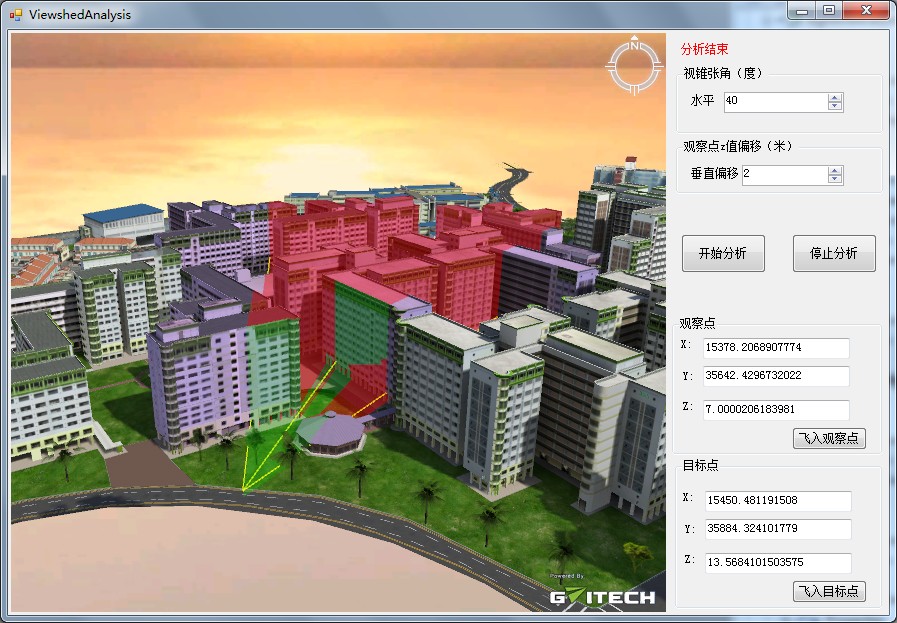 ViewshedAnalysis
N
分析结束
视锥张角（度）
水平 40
观察点z值偏移（米）
垂直偏移 2
开始分析 停止分析
观察点
X: 15378.2068907774
Y: 35642.4296732022
Z: 7.0000206183981
飞入观察点
目标点
X: 15450.481191508
Y: 35884.324101779
Z: 13.5684101503575
飞入目标点
Powered By
GVITECH